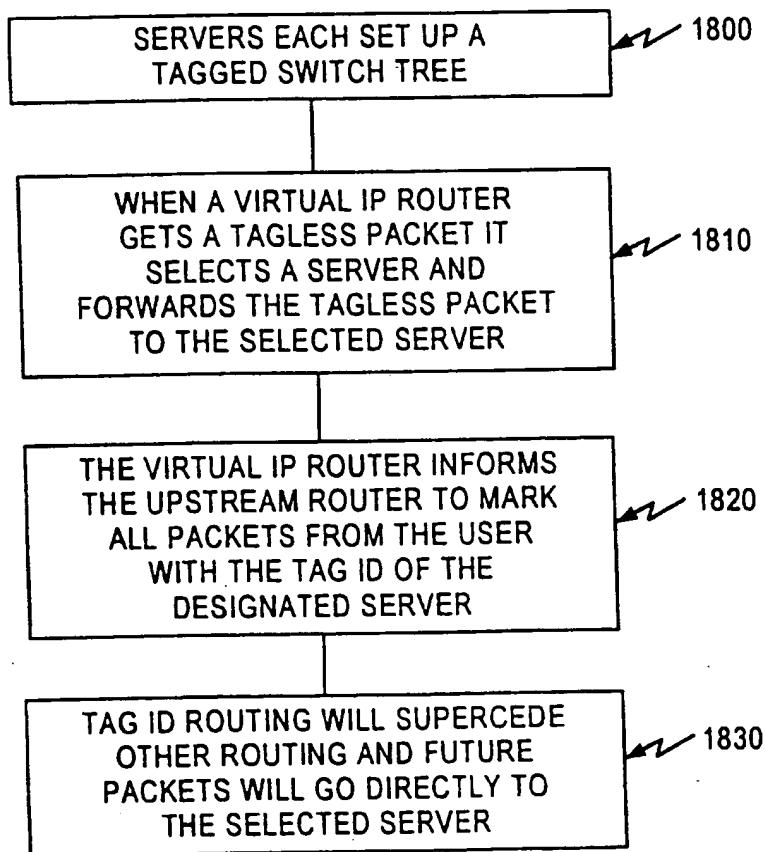 SERVERS EACH SET UP A
TAGGED SWITCH TREE
1800
WHEN A VIRTUAL IP ROUTER
GETS A TAGLESS PACKET IT
SELECTS A SERVER AND
FORWARDS THE TAGLESS PACKET
TO THE SELECTED SERVER
1810
THE VIRTUAL IP ROUTER INFORMS
THE UPSTREAM ROUTER TO MARK
ALL PACKETS FROM THE USER
WITH THE TAG ID OF THE
DESIGNATED SERVER
1820
TAG ID ROUTING WILL SUPERCEDE
OTHER ROUTING AND FUTURE
PACKETS WILL GO DIRECTLY TO
THE SELECTED SERVER
1830